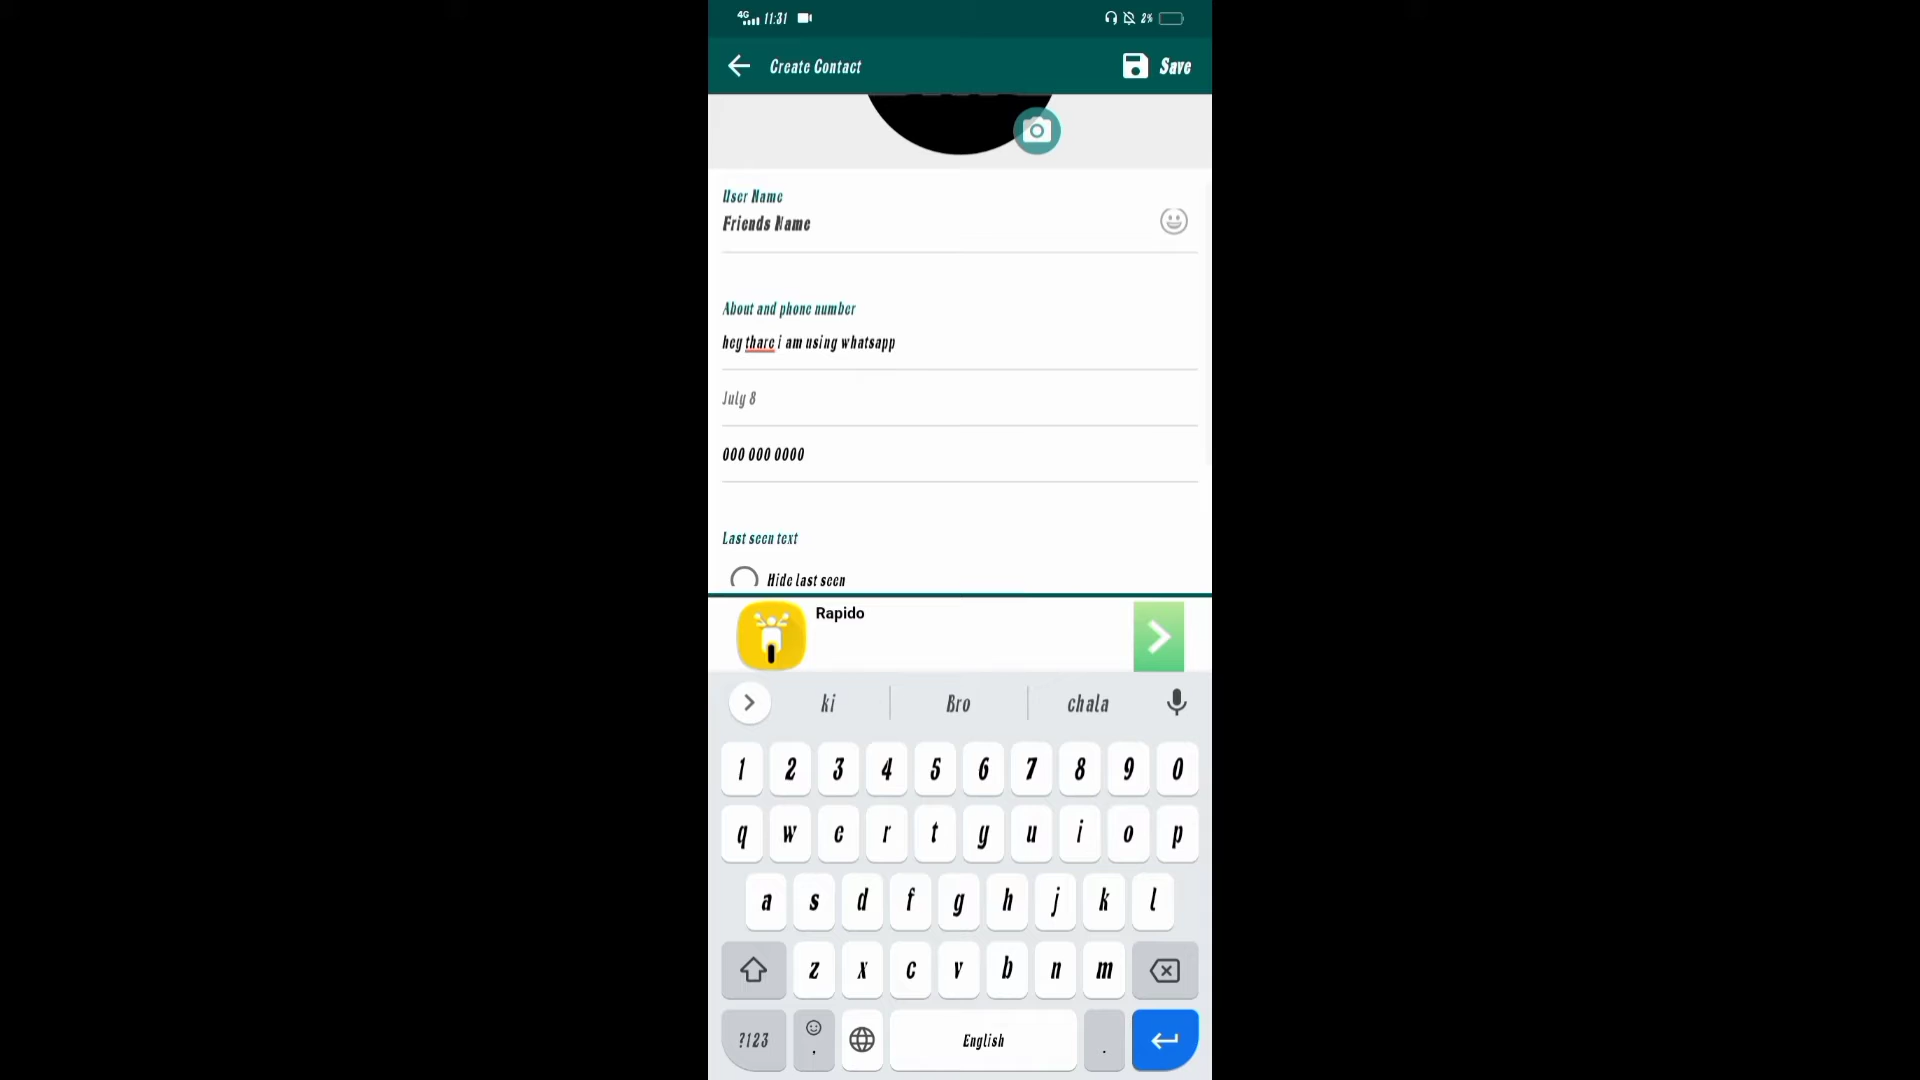 4G 11:31 2%
Create Contact Save
User Name
Friends Name
About and phone number
hey thare i am using whatsapp
July 8
000 000 0000
Last seen text
Hide last seen
Rapido
ki Bro chala
1 2 3 4 5 6 7 8 9 0
q w e r t y u i o p
a s d f g h j k l
z x c v b n m
?123 , English .